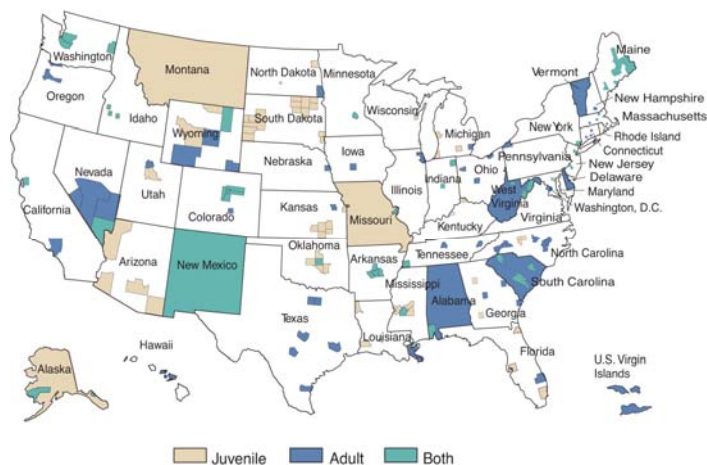 Washington
Montana
North Dakota
Minnesota
Maine
Vermont
Oregon
Idaho
South Dakota
Wisconsig
New Hampshire
Massachusetts
Wyoming
Michigan
New York
Rhode Island
Connecticut
Nebraska
Iowa
Pennsylvania
New Jersey
Nevada
Utah
Illinois
Indiana
Ohio
Delaware
West
Virginia
Maryland
California
Colorado
Kansas
Missouri
Virginia
Washington, D.C.
Kentucky
Arizona
New Mexico
Oklahoma
Arkansas
Tennessee
North Carolina
Mississippi
South Carolina
Alabama
Georgia
Texas
Louisiana
Hawaii
Florida
Alaska
U.S. Virgin
Islands
Juvenile
Adult
Both